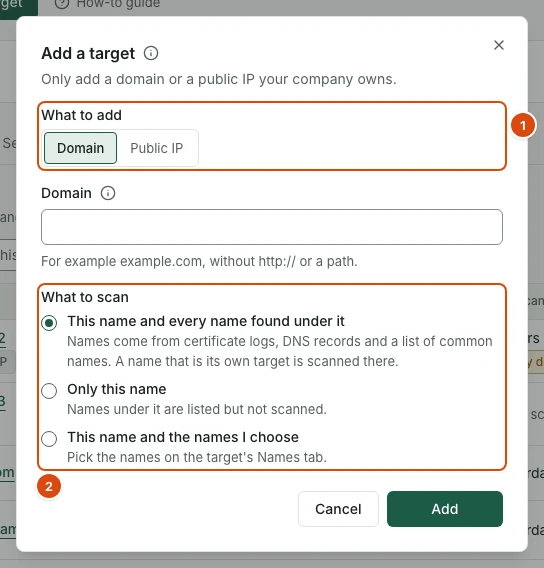 How-to guide
Add a target
Only add a domain or a public IP your company owns.
What to add
1
Domain
Public IP
Domain
For example example.com, without http:// or a path.
What to scan
This name and every name found under it
Names come from certificate logs, DNS records and a list of common
names. A name that is its own target is scanned there.
Only this name
Names under it are listed but not scanned.
This name and the names I choose
Pick the names on the target's Names tab.
2
Cancel
Add